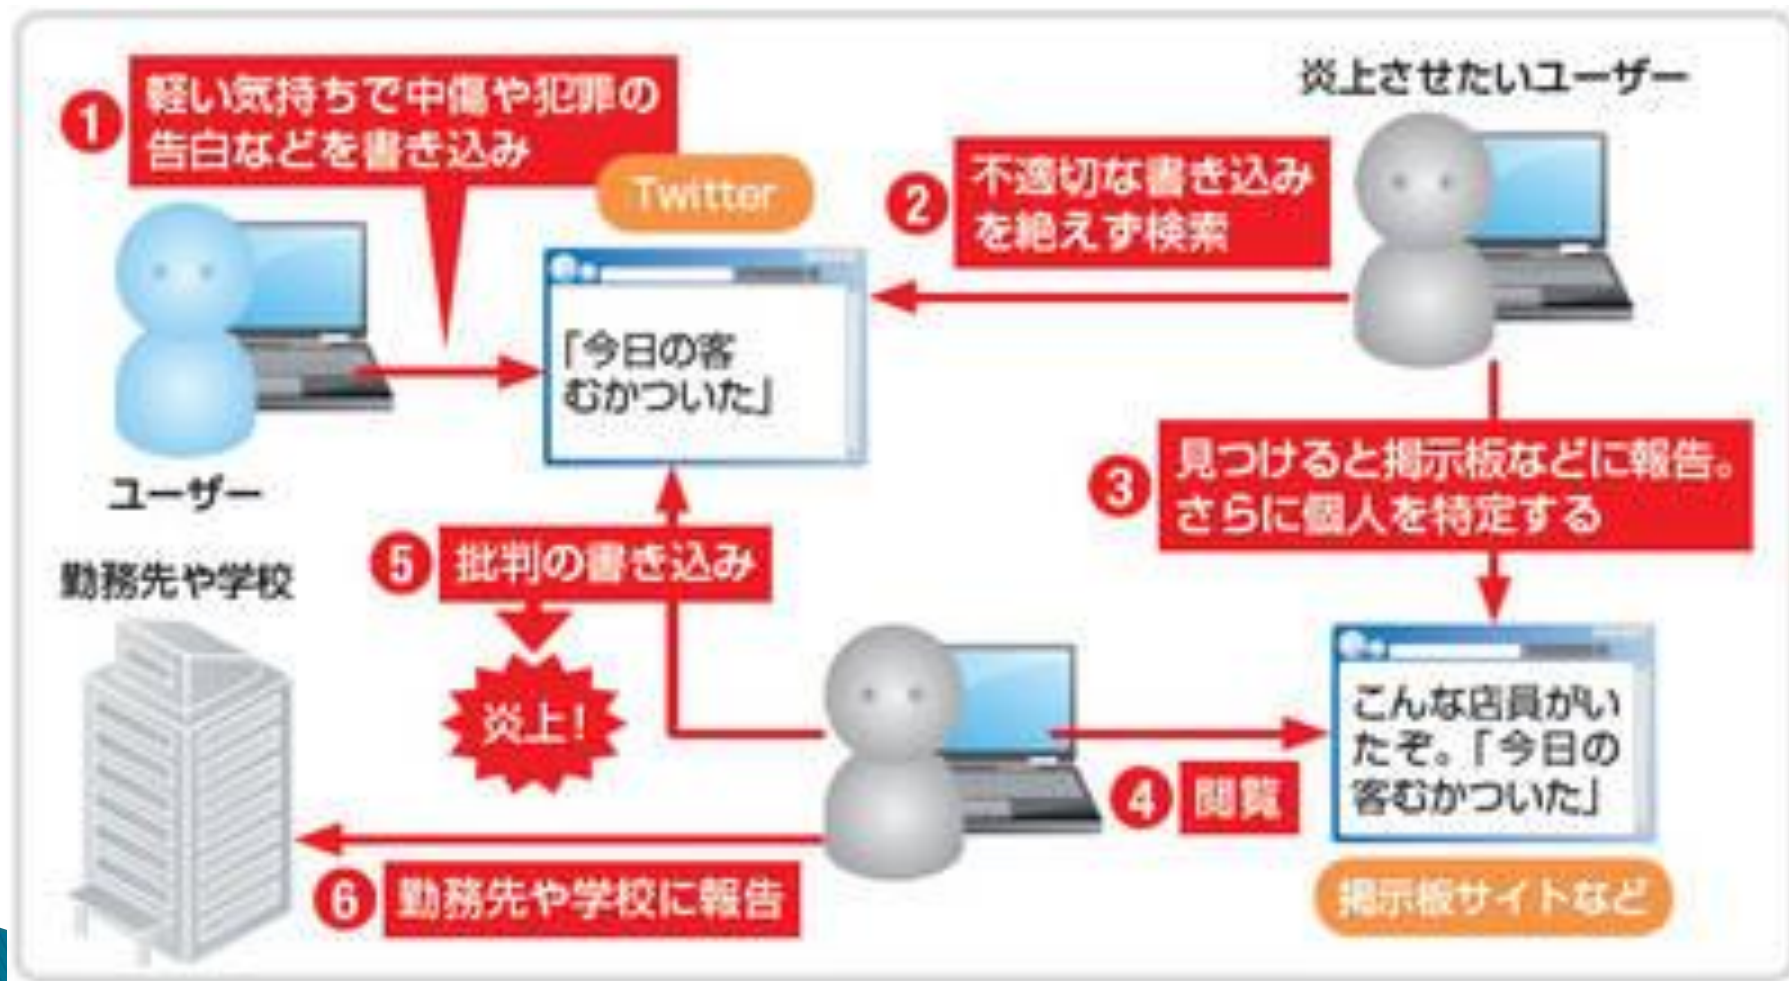 1
軽い気持ちで中傷や犯罪の
告白などを書き込み
Twitter
「今日の客
むかついた」
ユーザー
炎上させたいユーザー
2
不適切な書き込み
を絶えず検索
3
見つけると掲示板などに報告。
さらに個人を特定する
こんな店員がい
たぞ。「今日の
客むかついた」
掲示板サイトなど
4
閲覧
5
批判の書き込み
炎上!
勤務先や学校
6
勤務先や学校に報告